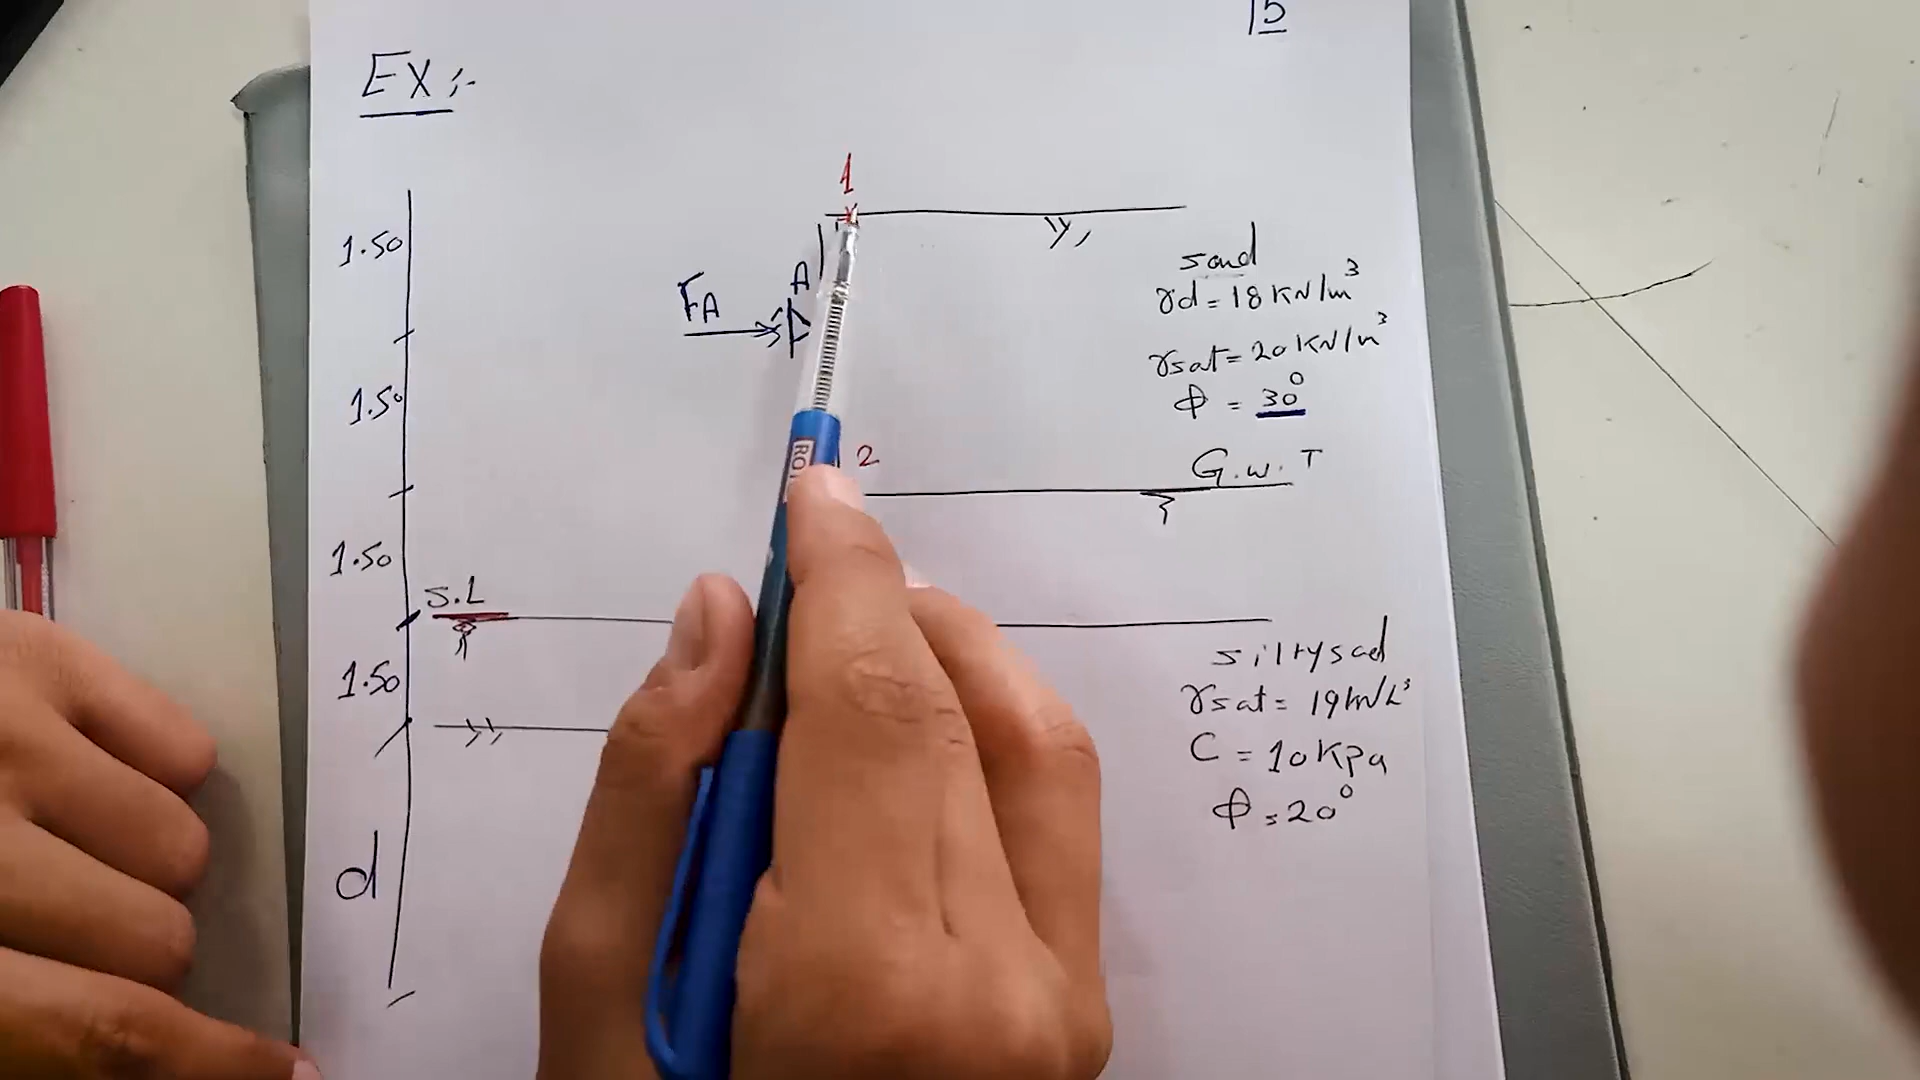 15
EX:-
1
1.50
A
FA
sand
γd = 18 KN/m³
γsat = 20 KN/m³
Φ = 30°
1.50
2
G.w.T
1.50
S.L
siltysad
1.50
γsat = 19 kN/
C = 10 Kpa
Φ = 20°
d
RO